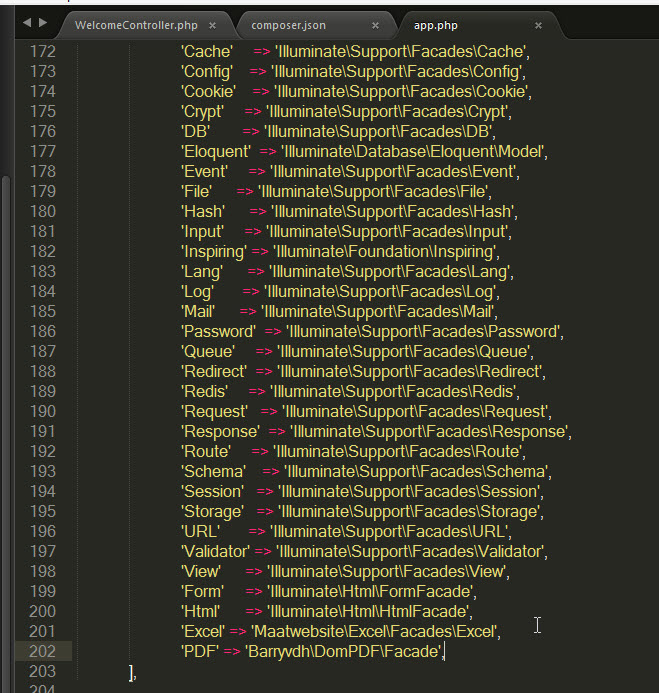 WelcomeController.php × composer.json × app.php ×
172 'Cache' => 'Illuminate\Support\Facades\Cache',
173 'Config' => 'Illuminate\Support\Facades\Config',
174 'Cookie' => 'Illuminate\Support\Facades\Cookie',
175 'Crypt' => 'Illuminate\Support\Facades\Crypt',
176 'DB' => 'Illuminate\Support\Facades\DB',
177 'Eloquent' => 'Illuminate\Database\Eloquent\Model',
178 'Event' => 'Illuminate\Support\Facades\Event',
179 'File' => 'Illuminate\Support\Facades\File',
180 'Hash' => 'Illuminate\Support\Facades\Hash',
181 'Input' => 'Illuminate\Support\Facades\Input',
182 'Inspiring' => 'Illuminate\Foundation\Inspiring',
183 'Lang' => 'Illuminate\Support\Facades\Lang',
184 'Log' => 'Illuminate\Support\Facades\Log',
185 'Mail' => 'Illuminate\Support\Facades\Mail',
186 'Password' => 'Illuminate\Support\Facades\Password',
187 'Queue' => 'Illuminate\Support\Facades\Queue',
188 'Redirect' => 'Illuminate\Support\Facades\Redirect',
189 'Redis' => 'Illuminate\Support\Facades\Redis',
190 'Request' => 'Illuminate\Support\Facades\Request',
191 'Response' => 'Illuminate\Support\Facades\Response',
192 'Route' => 'Illuminate\Support\Facades\Route',
193 'Schema' => 'Illuminate\Support\Facades\Schema',
194 'Session' => 'Illuminate\Support\Facades\Session',
195 'Storage' => 'Illuminate\Support\Facades\Storage',
196 'URL' => 'Illuminate\Support\Facades\URL',
197 'Validator' => 'Illuminate\Support\Facades\Validator',
198 'View' => 'Illuminate\Support\Facades\View',
199 'Form' => 'Illuminate\Html\FormFacade',
200 'Html' => 'Illuminate\Html\HtmlFacade',
201 'Excel' => 'Maatwebsite\Excel\Facades\Excel',
202 'PDF' => 'Barryvdh\DomPDF\Facade',
203 ],
204